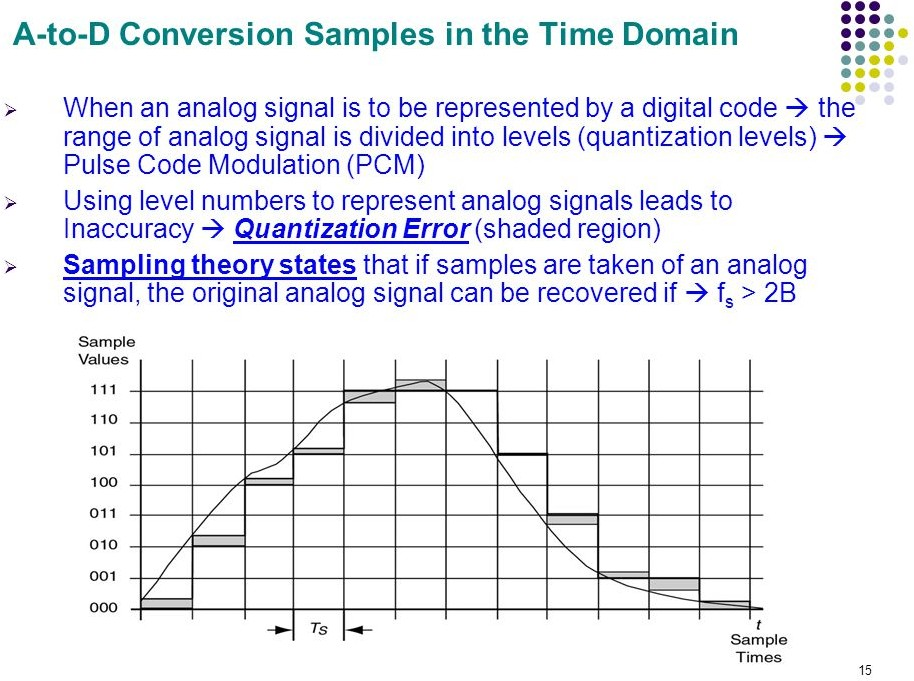 A-to-D Conversion Samples in the Time Domain
➢ When an analog signal is to be represented by a digital code → the
range of analog signal is divided into levels (quantization levels) →
Pulse Code Modulation (PCM)
➢ Using level numbers to represent analog signals leads to
Inaccuracy → Quantization Error (shaded region)
➢ Sampling theory states that if samples are taken of an analog
signal, the original analog signal can be recovered if → fs > 2B
Sample
Values
111
110
101
100
011
010
001
000
Ts
t
Sample
Times
15